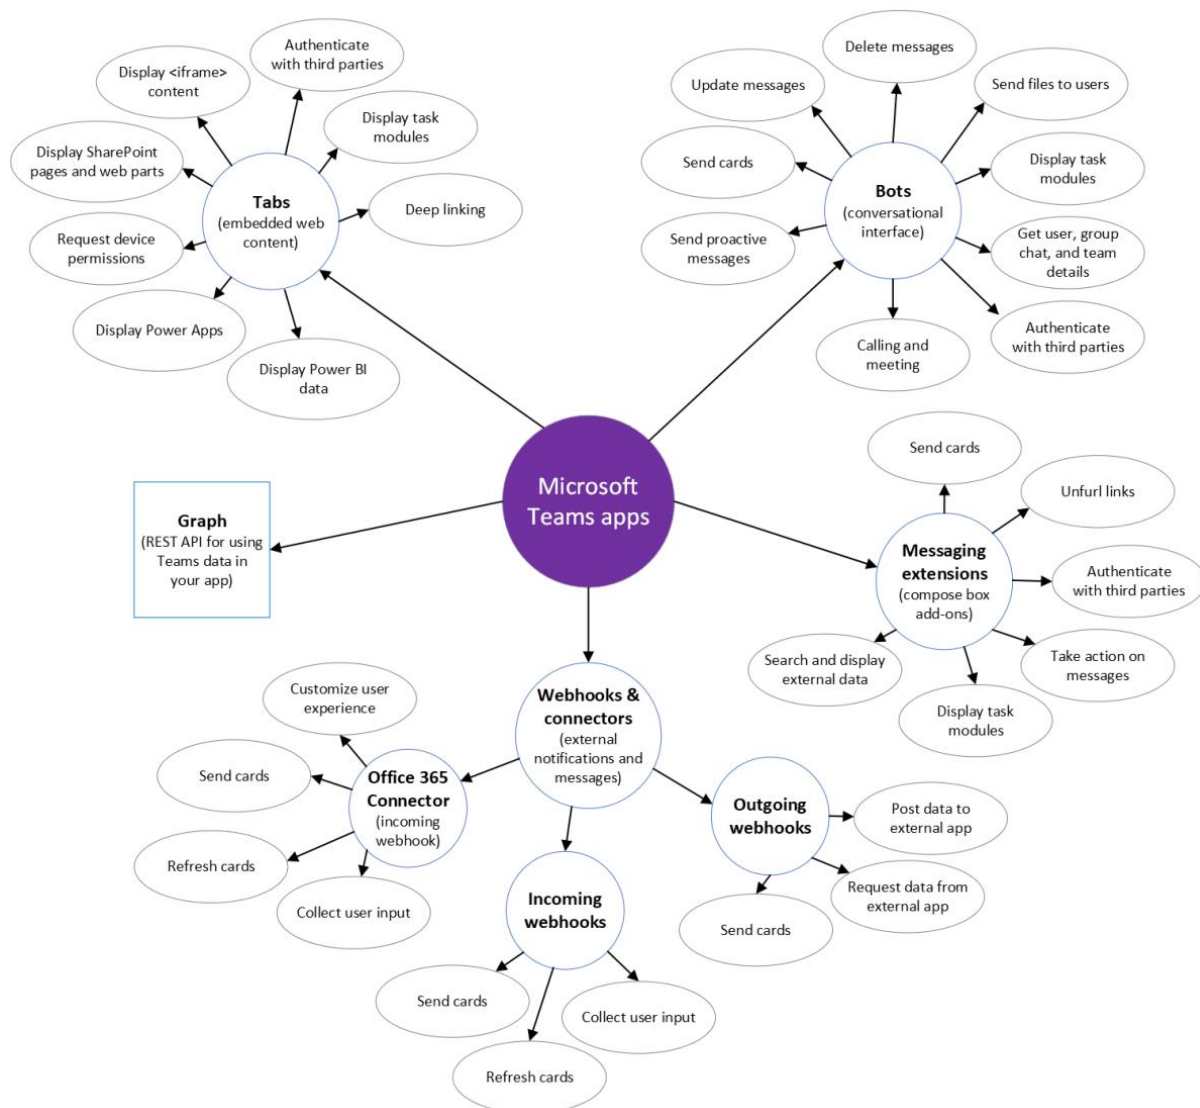 Authenticate
with third parties
Display <iframe>
content
Display task
modules
Display SharePoint
pages and web parts
Tabs
(embedded web
content)
Deep linking
Request device
permissions
Display Power Apps
Display Power BI
data
Delete messages
Update messages
Send files to users
Send cards
Display task
modules
Bots
(conversational
interface)
Send proactive
messages
Get user, group
chat, and team
details
Calling and
meeting
Authenticate
with third parties
Microsoft
Teams apps
Graph
(REST API for using
Teams data in
your app)
Send cards
Unfurl links
Messaging
extensions
(compose box
add-ons)
Authenticate
with third parties
Search and display
external data
Take action on
messages
Display task
modules
Webhooks &
connectors
(external
notifications and
messages)
Customize user
experience
Send cards
Office 365
Connector
(incoming
webhook)
Refresh cards
Collect user input
Incoming
webhooks
Send cards
Collect user input
Refresh cards
Outgoing
webhooks
Post data to
external app
Request data from
external app
Send cards